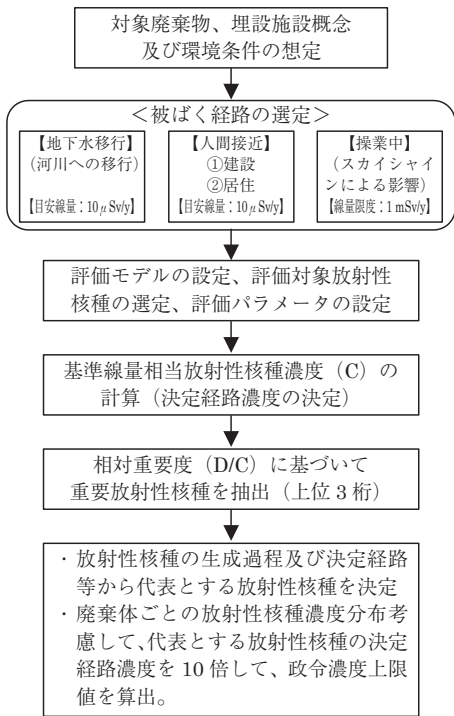 対象廃棄物、埋設施設概念
及び環境条件の想定
＜被ばく経路の選定＞
【地下水移行】
（河川への移行）
【目安線量：10μSv/y】
【人間接近】
①建設
②居住
【目安線量：10μSv/y】
【操業中】
（スカイシャイ
ンによる影響）
【線量限度：1 mSv/y】
評価モデルの設定、評価対象放射性
核種の選定、評価パラメータの設定
基準線量相当放射性核種濃度（C）の
計算（決定経路濃度の決定）
相対重要度（D/C）に基づいて
重要放射性核種を抽出（上位 3 桁）
・放射性核種の生成過程及び決定経路
等から代表とする放射性核種を決定
・廃棄体ごとの放射性核種濃度分布考
慮して、代表とする放射性核種の決定
経路濃度を 10 倍して、政令濃度上限
値を算出。